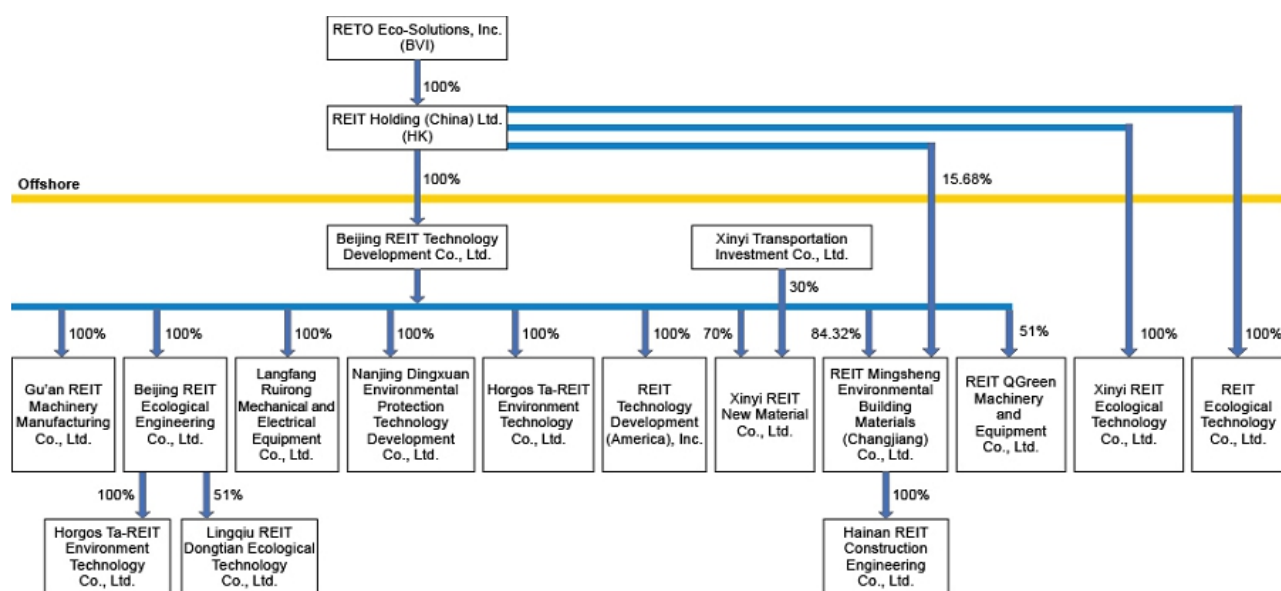 RETO Eco-Solutions, Inc.
(BVI)
100%
REIT Holding (China) Ltd.
(HK)
100%
15.68%
Offshore
Beijing REIT Technology
Development Co., Ltd.
Xinyi Transportation
Investment Co., Ltd.
30%
100%
100%
100%
100%
100%
100%
70%
84.32%
51%
100%
100%
Gu'an REIT
Machinery
Manufacturing
Co., Ltd.
Beijing REIT
Ecological
Engineering
Co., Ltd.
Langfang
Ruirong
Mechanical and
Electrical
Equipment
Co., Ltd.
Nanjing Dingxuan
Environmental
Protection
Technology
Development
Co., Ltd.
Horgos Ta-REIT
Environment
Technology
Co., Ltd.
REIT
Technology
Development
(America), Inc.
Xinyi REIT
New Material
Co., Ltd.
REIT Mingsheng
Environmental
Building
Materials
(Changjiang)
Co., Ltd.
REIT QGreen
Machinery
and
Equipment
Co., Ltd.
Xinyi REIT
Ecological
Technology
Co., Ltd.
REIT
Ecological
Technology
Co., Ltd.
100%
51%
100%
Horgos Ta-REIT
Environment
Technology
Co., Ltd.
Lingqiu REIT
Dongtian Ecological
Technology
Co., Ltd.
Hainan REIT
Construction
Engineering
Co., Ltd.